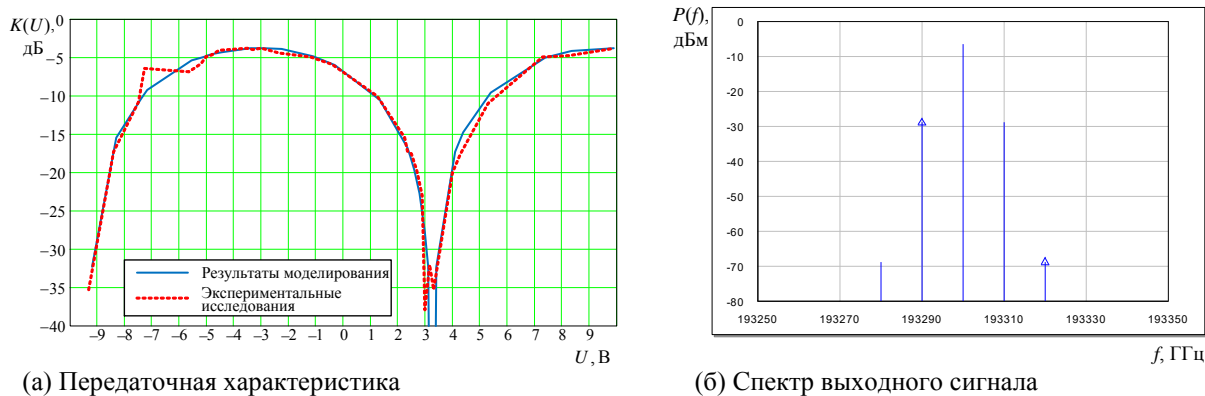 K(U),
дБ
0
–5
–10
–15
–20
–25
–30
–35
–40
–9 –8 –7 –6 –5 –4 –3 –2 –1 0 1 2 3 3 4 5 6 7 8 9
U, В
Результаты моделирования
Экспериментальные
исследования
(а) Передаточная характеристика
P(f),
дБм
0
-10
-20
-30
-40
-50
-60
-70
-80
193250 193270 193290 193310 193330 193350
f, ГГц
(б) Спектр выходного сигнала